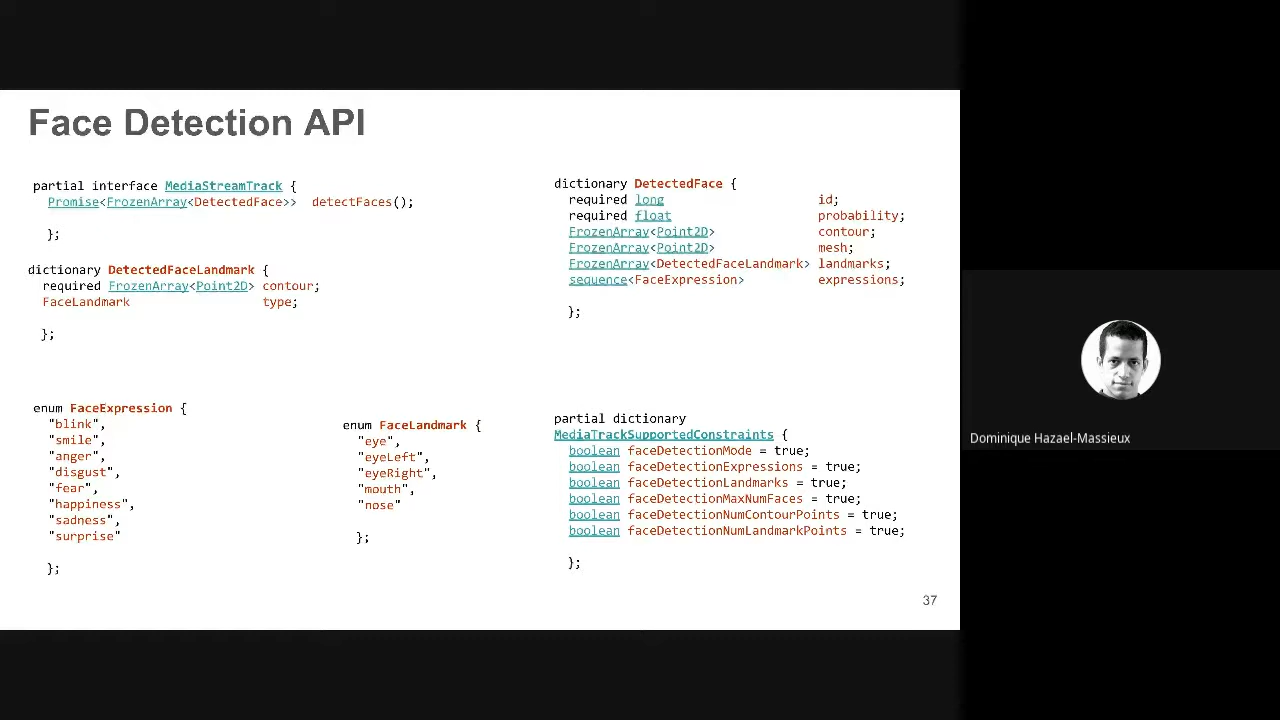 Face Detection API
partial interface MediaStreamTrack {
Promise<FrozenArray<DetectedFace>> detectFaces();
};
dictionary DetectedFaceLandmark {
required FrozenArray<Point2D> contour;
FaceLandmark type;
};
dictionary DetectedFace {
required long id;
required float probability;
FrozenArray<Point2D> contour;
FrozenArray<Point2D> mesh;
FrozenArray<DetectedFaceLandmark> landmarks;
sequence<FaceExpression> expressions;
};
enum FaceExpression {
"blink",
"smile",
"anger",
"disgust",
"fear",
"happiness",
"sadness",
"surprise"
};
enum FaceLandmark {
"eye",
"eyeLeft",
"eyeRight",
"mouth",
"nose"
};
partial dictionary
MediaTrackSupportedConstraints {
boolean faceDetectionMode = true;
boolean faceDetectionExpressions = true;
boolean faceDetectionLandmarks = true;
boolean faceDetectionMaxNumFaces = true;
boolean faceDetectionNumContourPoints = true;
boolean faceDetectionNumLandmarkPoints = true;
};
37
Dominique Hazael-Massieux